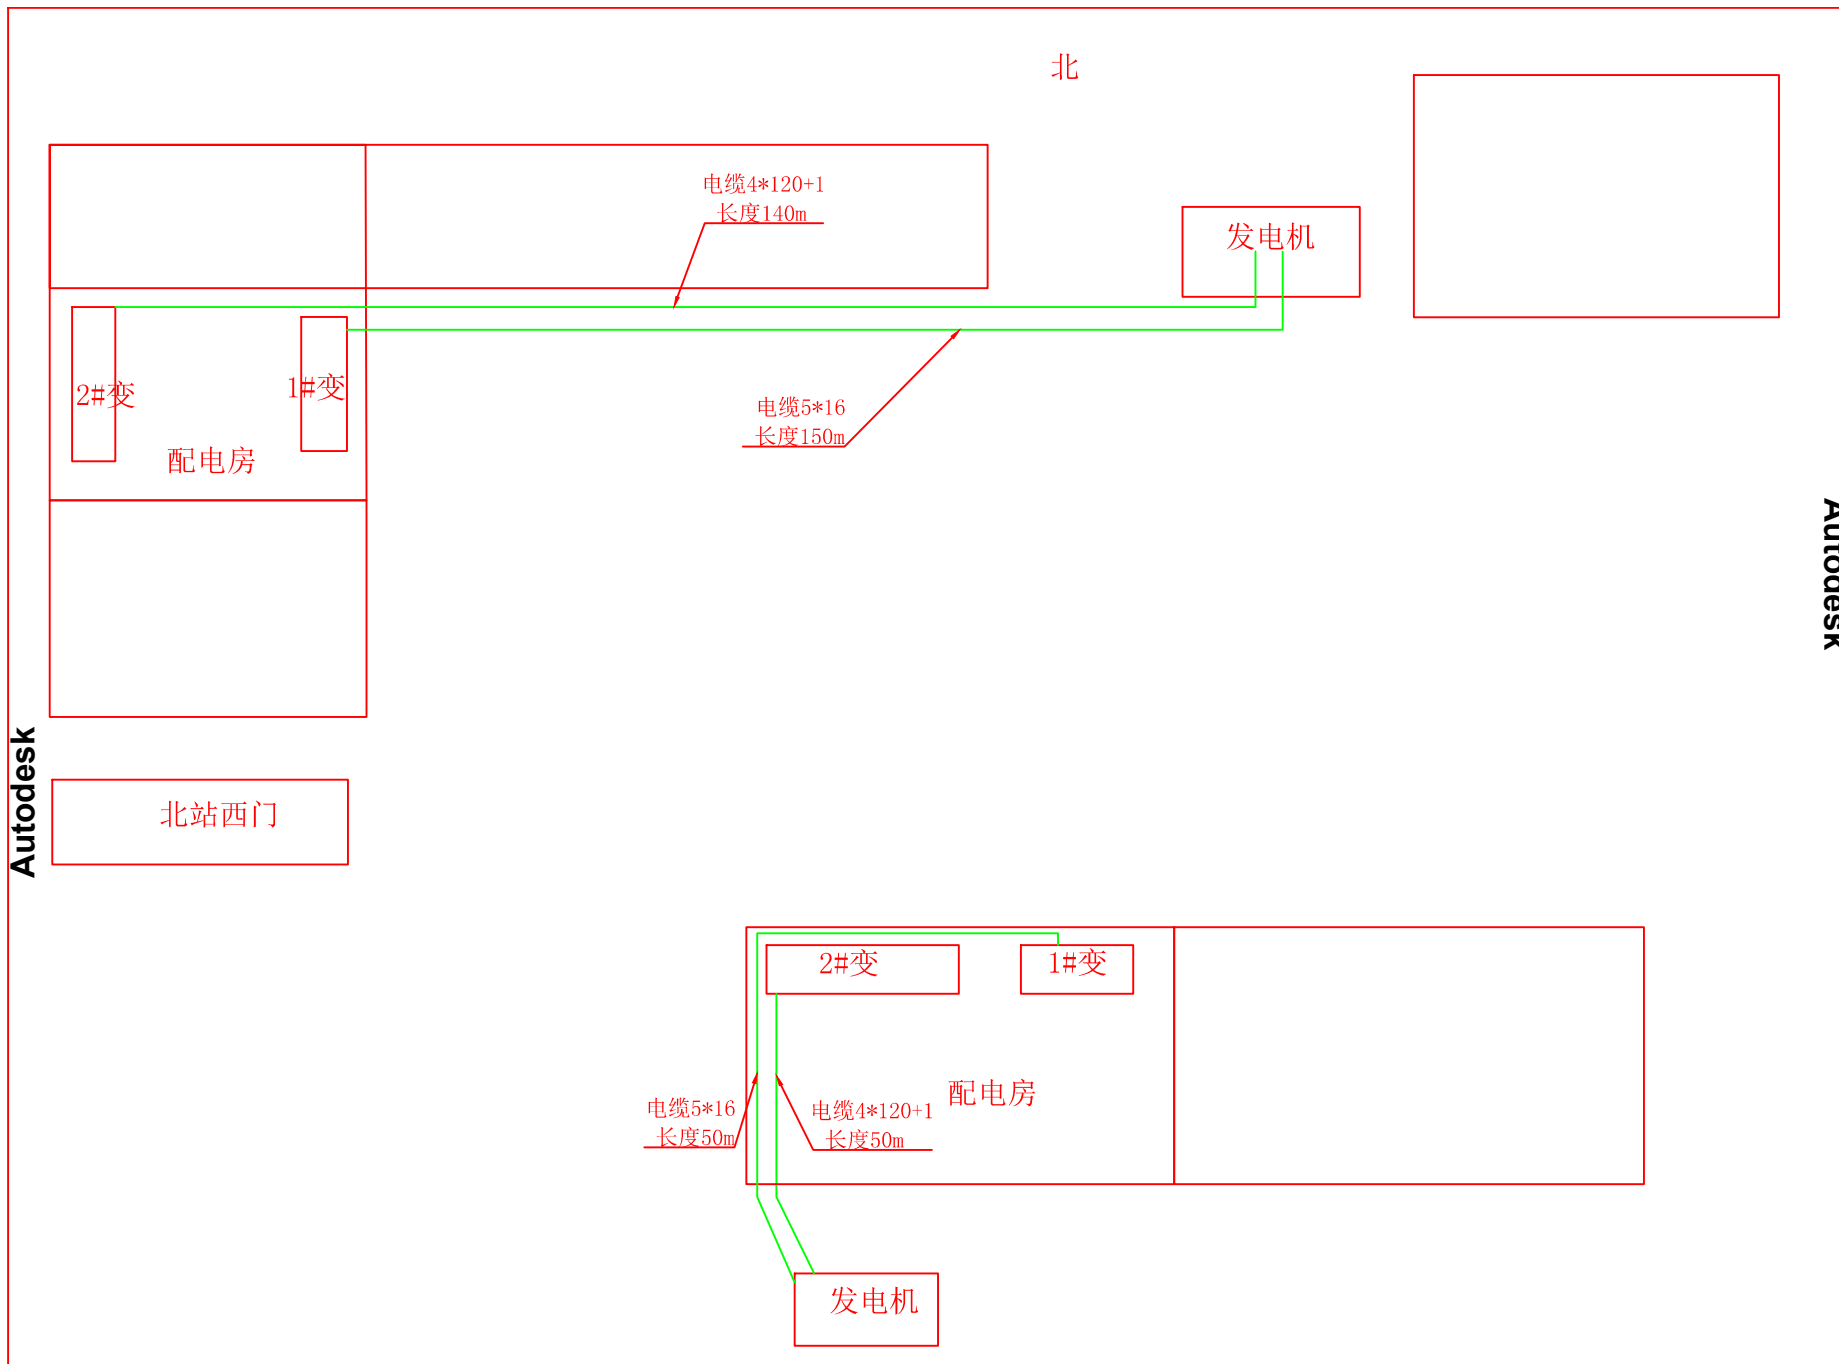 北
电缆4*120+1
长度140m
发电机
2#变
1#变
电缆5*16
长度150m
配电房
Autodesk
Autodesk
北站西门
2#变
1#变
配电房
电缆5*16
长度50m
电缆4*120+1
长度50m
发电机